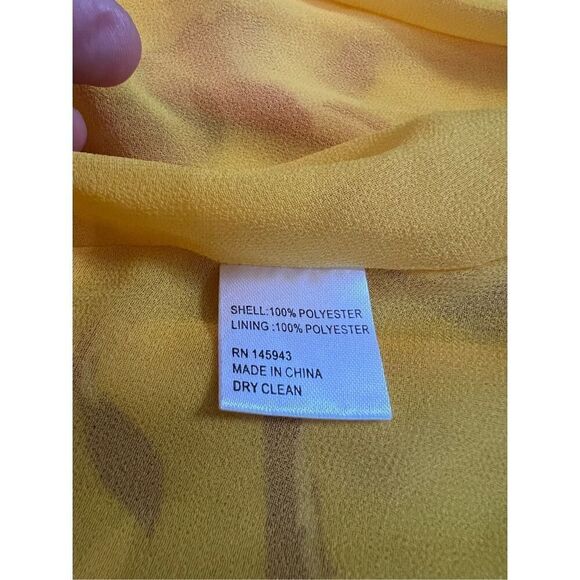 SHELL:100% POLYESTER
LINING :100% POLYESTER
RN 145943
MADE IN CHINA
DRY CLEAN